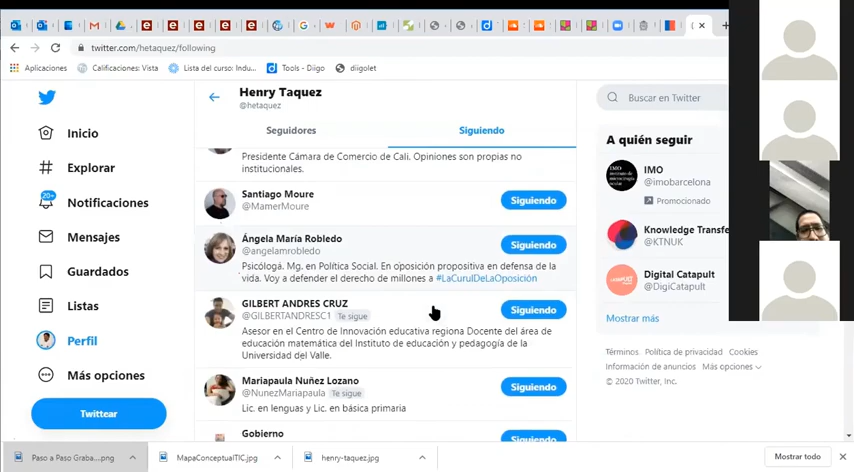 twitter.com/hetaquez/following
Aplicaciones
Calificaciones: Vista
Lista del curso: Indu...
Tools - Diigo
diigolet
Inicio
Explorar
20+
Notificaciones
Mensajes
Guardados
Listas
Perfil
Más opciones
Twittear
Henry Taquez
@hetaquez
Seguidores
Siguiendo
Presidente Cámara de Comercio de Cali. Opiniones son propias no
institucionales.
Santiago Moure
@MamerMoure
Siguiendo
Ángela María Robledo
@angelamrobledo
Siguiendo
Psicóloga. Mg. en Política Social. En oposición propositiva en defensa de la
vida. Voy a defender el derecho de millones a #LaCurulDeLaOposición
GILBERT ANDRES CRUZ
@GILBERTANDRESC1 Te sigue
Siguiendo
Asesor en el Centro de Innovación educativa regiona Docente del área de
educación matemática del Instituto de educación y pedagogía de la
Universidad del Valle.
Mariapaula Nuñez Lozano
@NunezMariapaula Te sigue
Siguiendo
Lic. en lenguas y Lic. en básica primaria
Gobierno
Siguiendo
Buscar en Twitter
A quién seguir
IMO
@imobarcelona
Promocionado
Knowledge Transfe
@KTNUK
Digital Catapult
@DigiCatapult
Mostrar más
Términos Política de privacidad Cookies
Información de anuncios Más opciones
© 2020 Twitter, Inc.
Paso a Paso Graba....png
MapaConceptualTIC.jpg
henry-taquez.jpg
Mostrar todo